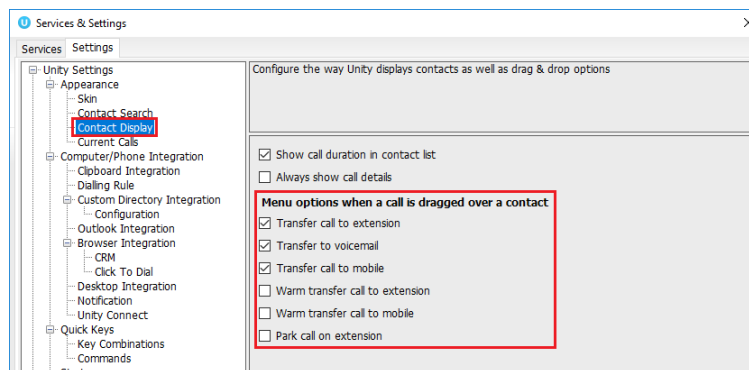 Services & Settings
Services Settings
Unity Settings
Appearance
Skin
Contact Search
Contact Display
Current Calls
Computer/Phone Integration
Clipboard Integration
Dialling Rule
Custom Directory Integration
Configuration
Outlook Integration
Browser Integration
CRM
Click To Dial
Desktop Integration
Notification
Unity Connect
Quick Keys
Key Combinations
Commands
Configure the way Unity displays contacts as well as drag & drop options
Show call duration in contact list
Always show call details
Menu options when a call is dragged over a contact
Transfer call to extension
Transfer to voicemail
Transfer call to mobile
Warm transfer call to extension
Warm transfer call to mobile
Park call on extension